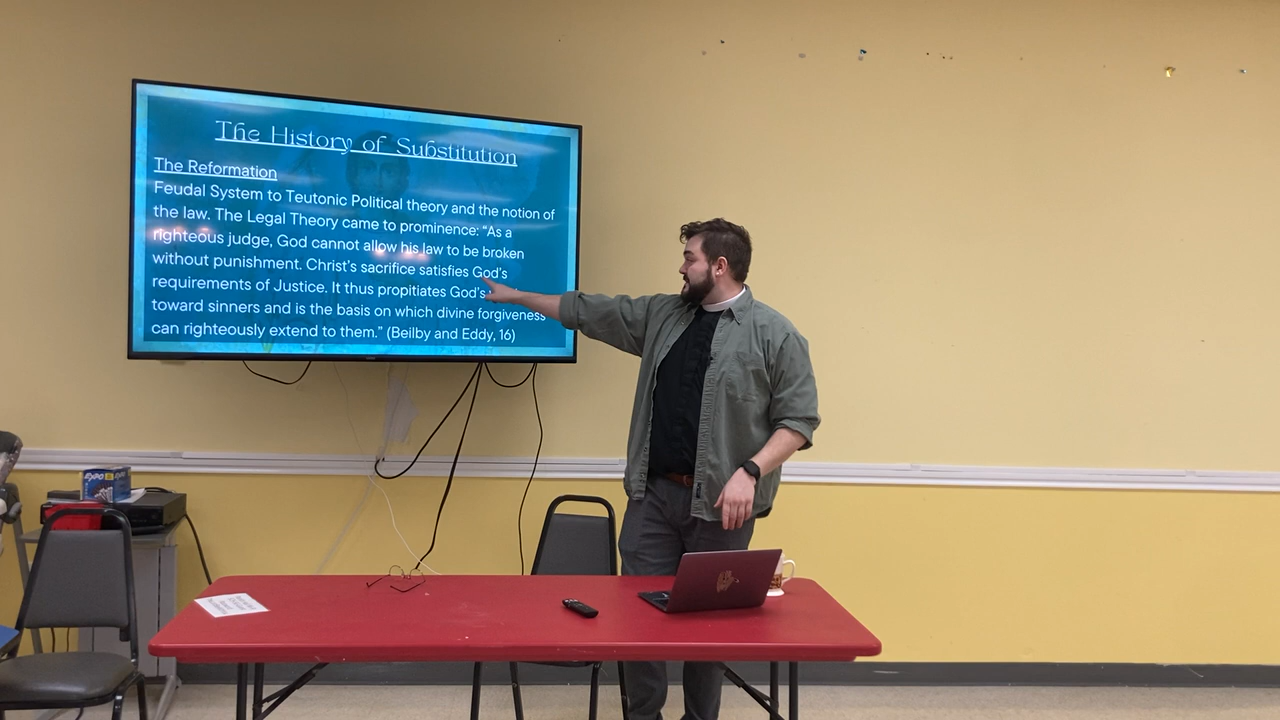 The History of Substitution
The Reformation
Feudal System to Teutonic Political theory and the notion of
the law. The Legal Theory came to prominence: “As a
righteous judge, God cannot allow his law to be broken
without punishment. Christ's sacrifice satisfies God's
requirements of Justice. It thus propitiates God's
toward sinners and is the basis on which divine forgiveness
can righteously extend to them.” (Beilby and Eddy, 16)
EXPO